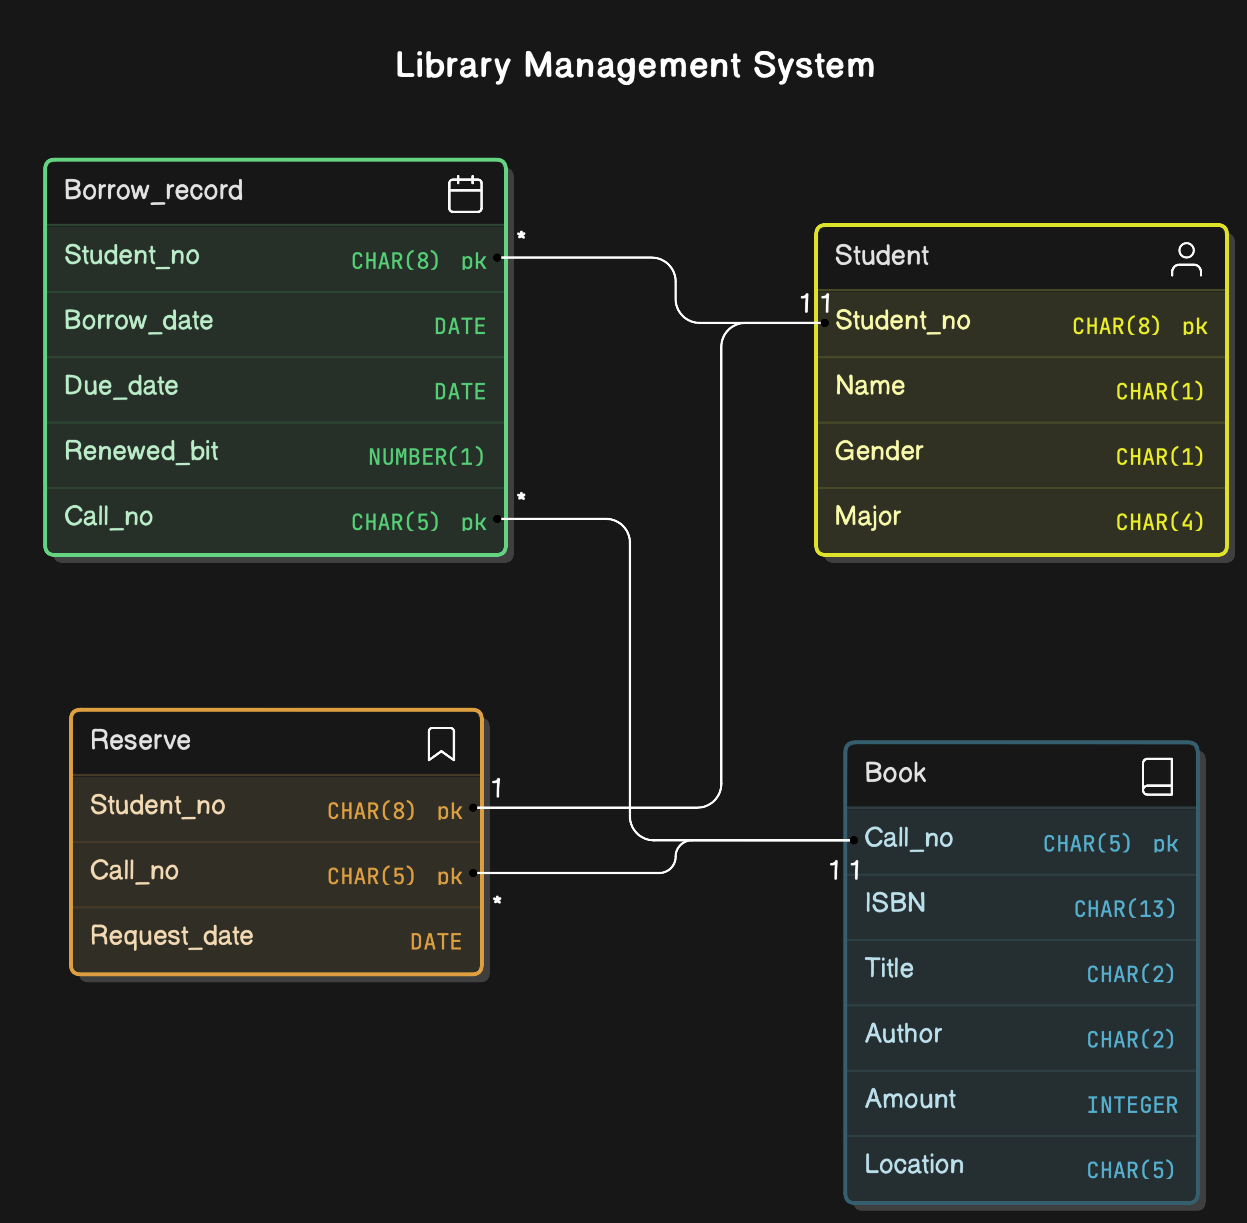 Library Management System
Borrow_record
Student_no CHAR(8) pk
Borrow_date DATE
Due_date DATE
Renewed_bit NUMBER(1)
Call_no CHAR(5) pk
*
*
Student
1 1
Student_no CHAR(8) pk
Name CHAR(1)
Gender CHAR(1)
Major CHAR(4)
Reserve
1
Student_no CHAR(8) pk
Call_no CHAR(5) pk
*
Request_date DATE
Book
Call_no CHAR(5) pk
1 1
ISBN CHAR(13)
Title CHAR(2)
Author CHAR(2)
Amount INTEGER
Location CHAR(5)